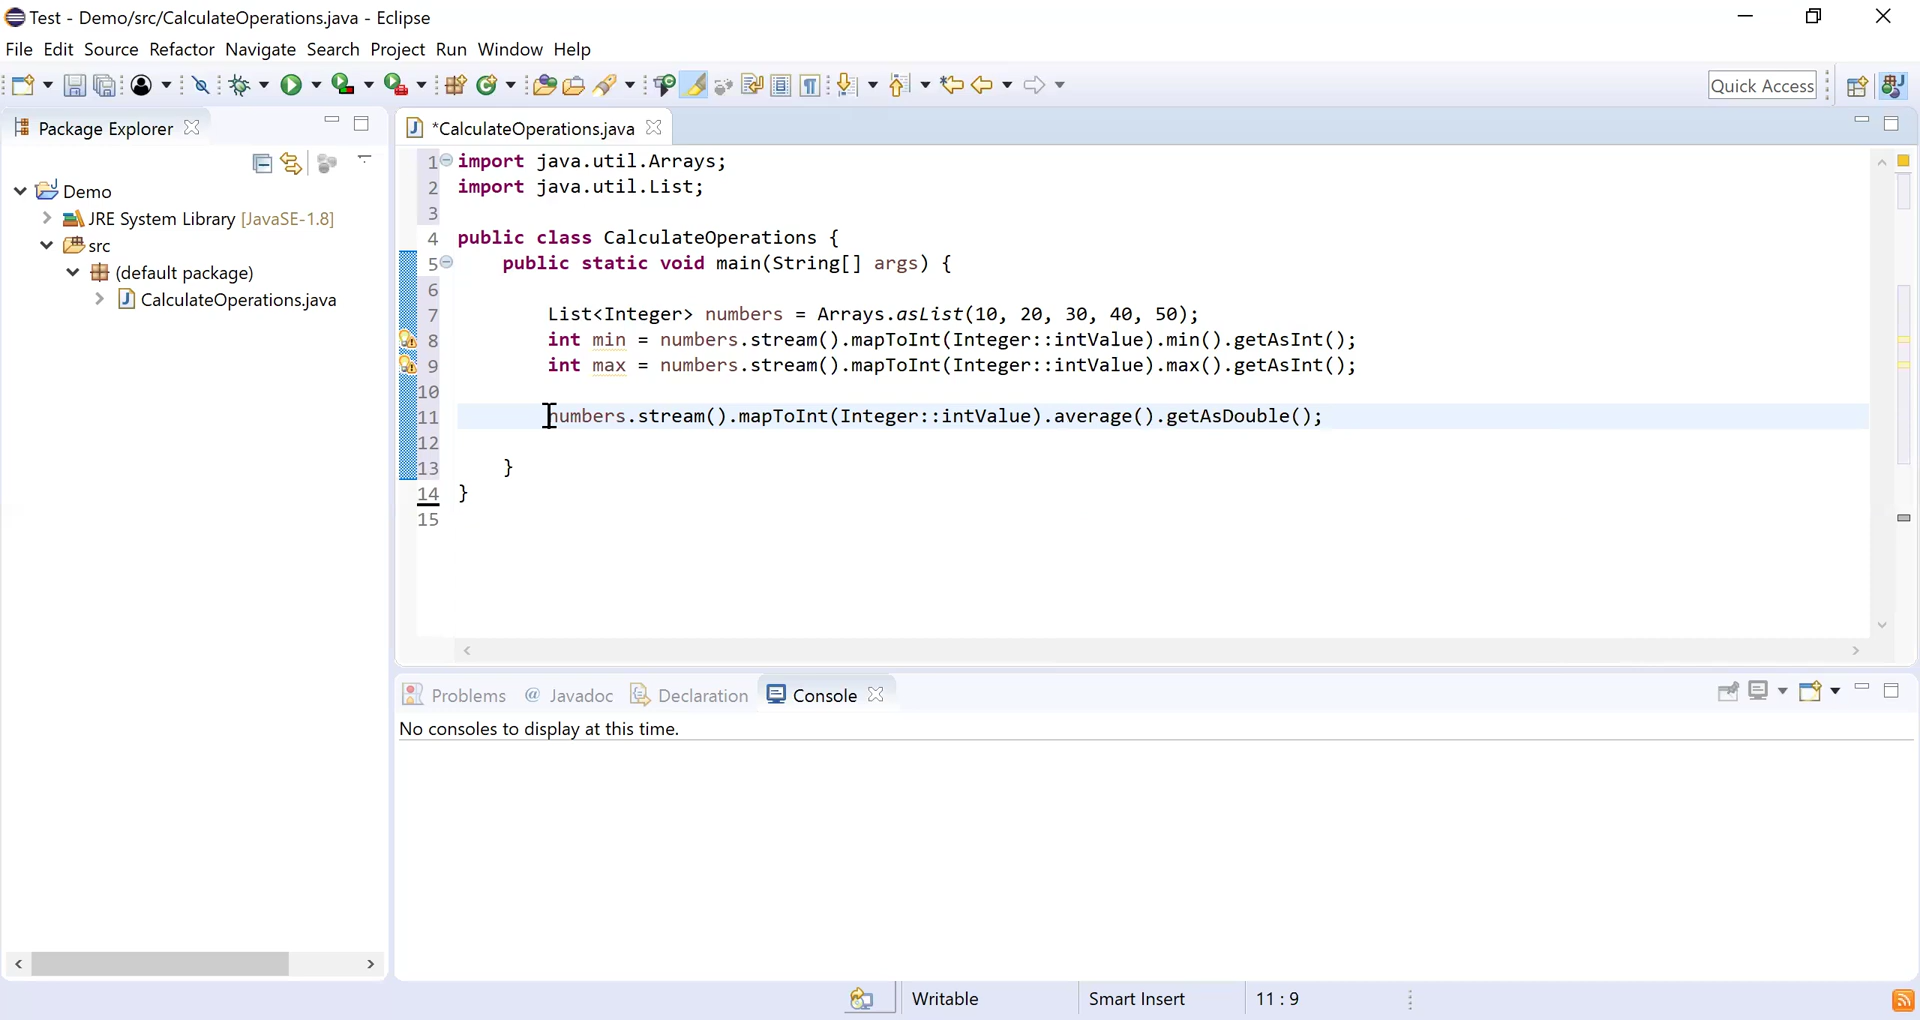 Test - Demo/src/CalculateOperations.java - Eclipse
File Edit Source Refactor Navigate Search Project Run Window Help
Quick Access
Package Explorer
Demo
JRE System Library [JavaSE-1.8]
src
(default package)
CalculateOperations.java
*CalculateOperations.java
1 import java.util.Arrays;
2 import java.util.List;
3
4 public class CalculateOperations {
5 public static void main(String[] args) {
6
7 List<Integer> numbers = Arrays.asList(10, 20, 30, 40, 50);
8 int min = numbers.stream().mapToInt(Integer::intValue).min().getAsInt();
9 int max = numbers.stream().mapToInt(Integer::intValue).max().getAsInt();
10
11 numbers.stream().mapToInt(Integer::intValue).average().getAsDouble();
12
13 }
14 }
15
Problems @ Javadoc Declaration Console
No consoles to display at this time.
Writable Smart Insert 11 : 9